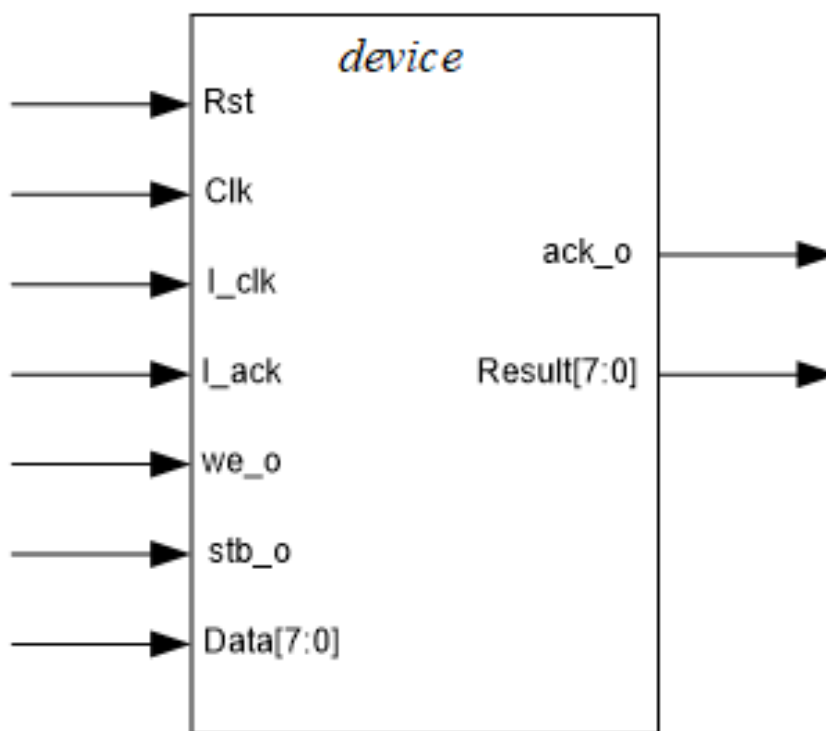 device
Rst
Clk
I_clk
I_ack
we_o
stb_o
Data[7:0]
ack_o
Result[7:0]